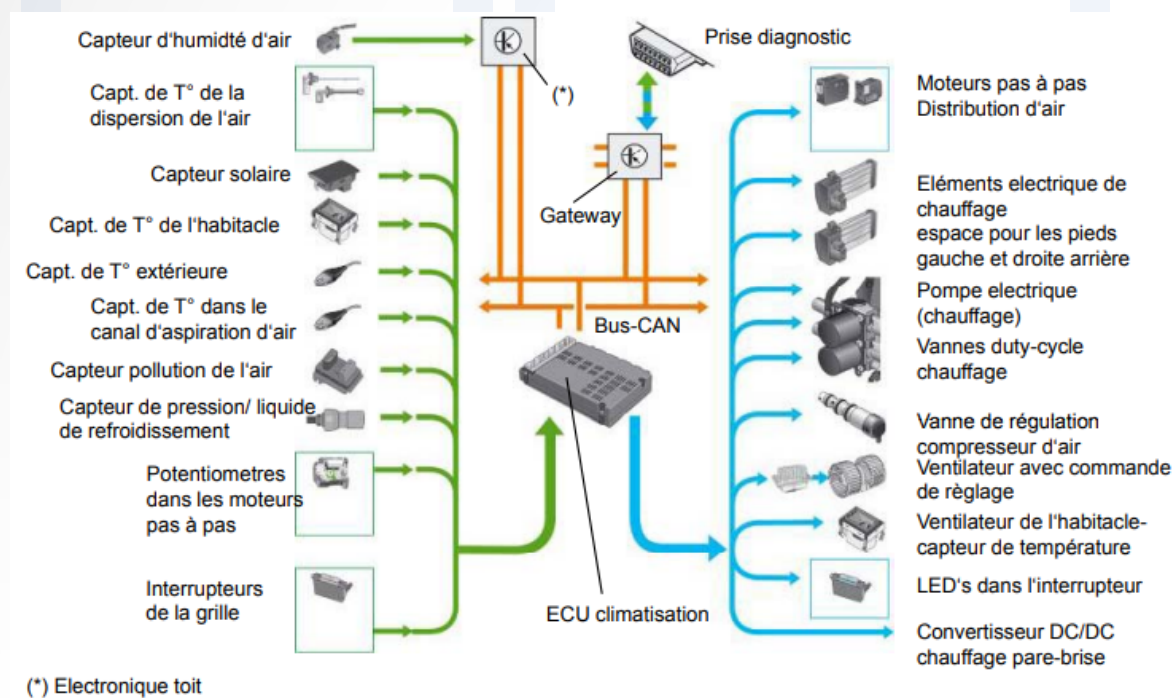 Capteur d'humidté d'air
Capt. de T° de la
dispersion de l'air
Capteur solaire
Capt. de T° de l'habitacle
Capt. de T° extérieure
Capt. de T° dans le
canal d'aspiration d'air
Capteur pollution de l'air
Capteur de pression/ liquide
de refroidissement
Potentiometres
dans les moteurs
pas à pas
Interrupteurs
de la grille
(*) Electronique toit
(*)
Prise diagnostic
Gateway
Bus-CAN
ECU climatisation
Moteurs pas à pas
Distribution d'air
Eléments electrique de
chauffage
espace pour les pieds
gauche et droite arrière
Pompe electrique
(chauffage)
Vannes duty-cycle
chauffage
Vanne de régulation
compresseur d'air
Ventilateur avec commande
de règlage
Ventilateur de l'habitacle-
capteur de température
LED's dans l'interrupteur
Convertisseur DC/DC
chauffage pare-brise